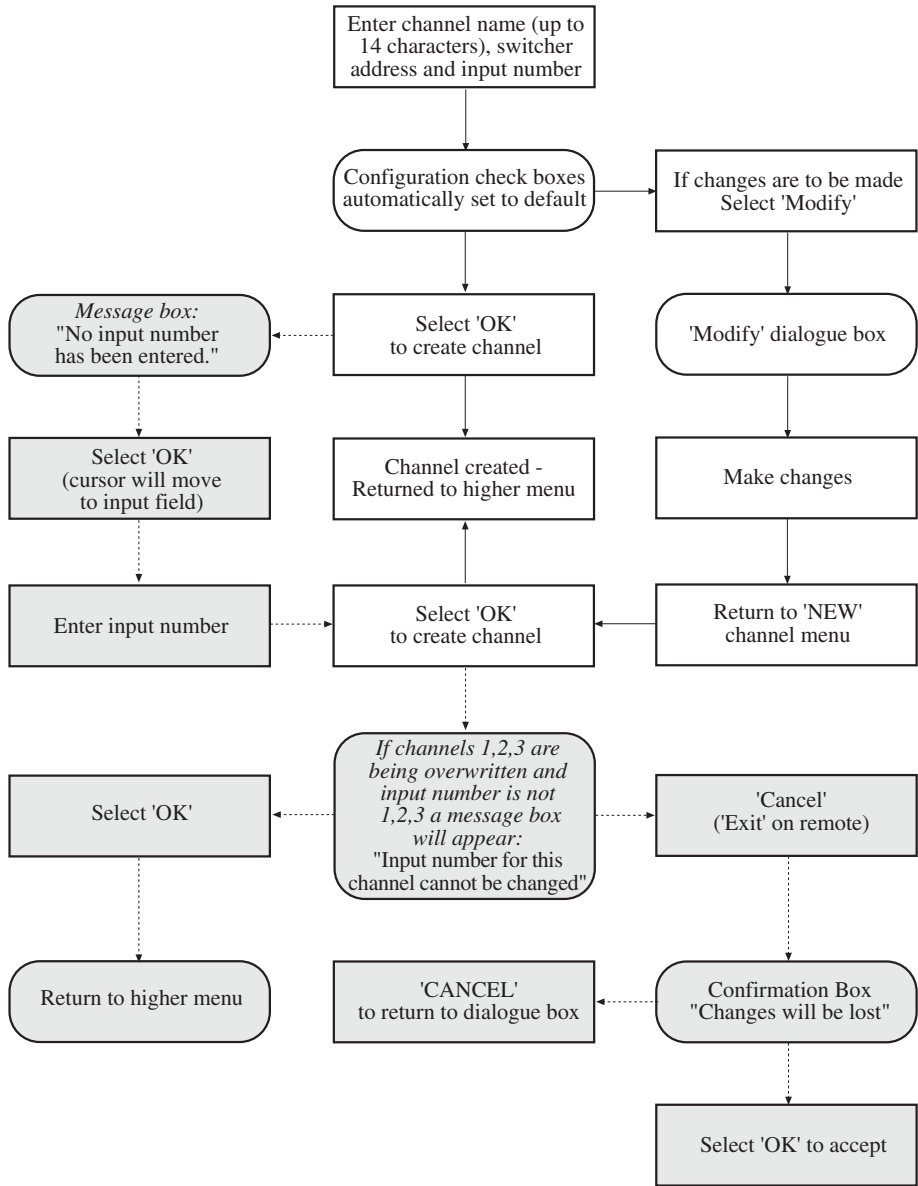 Enter channel name (up to
14 characters), switcher
address and input number
Configuration check boxes
automatically set to default
If changes are to be made
Select 'Modify'
Message box:
"No input number
has been entered."
Select 'OK'
to create channel
'Modify' dialogue box
Select 'OK'
(cursor will move
to input field)
Channel created -
Returned to higher menu
Make changes
Enter input number
Select 'OK'
to create channel
Return to 'NEW'
channel menu
Select 'OK'
If channels 1,2,3 are
being overwritten and
input number is not
1,2,3 a message box
will appear:
"Input number for this
channel cannot be changed"
'Cancel'
('Exit' on remote)
Return to higher menu
'CANCEL'
to return to dialogue box
Confirmation Box
"Changes will be lost"
Select 'OK' to accept